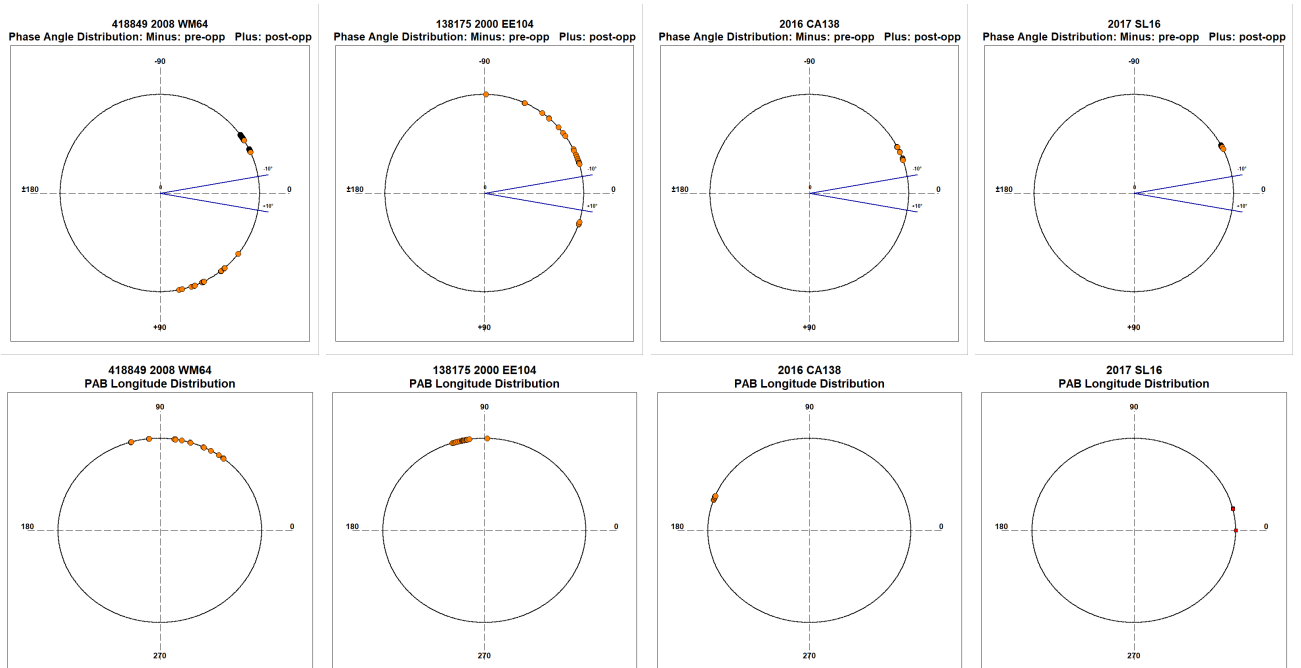 418849 2008 WM64
Phase Angle Distribution: Minus: pre-opp Plus: post-opp
-90
-10°
±180
0
0
+10°
+90
138175 2000 EE104
Phase Angle Distribution: Minus: pre-opp Plus: post-opp
-90
-10°
±180
0
0
+10°
+90
2016 CA138
Phase Angle Distribution: Minus: pre-opp Plus: post-opp
-90
-10°
±180
0
0
+10°
+90
2017 SL16
Phase Angle Distribution: Minus: pre-opp Plus: post-opp
-90
-10°
±180
0
0
+10°
+90
418849 2008 WM64
PAB Longitude Distribution
90
180
0
270
138175 2000 EE104
PAB Longitude Distribution
90
180
0
270
2016 CA138
PAB Longitude Distribution
90
180
0
270
2017 SL16
PAB Longitude Distribution
90
180
0
270